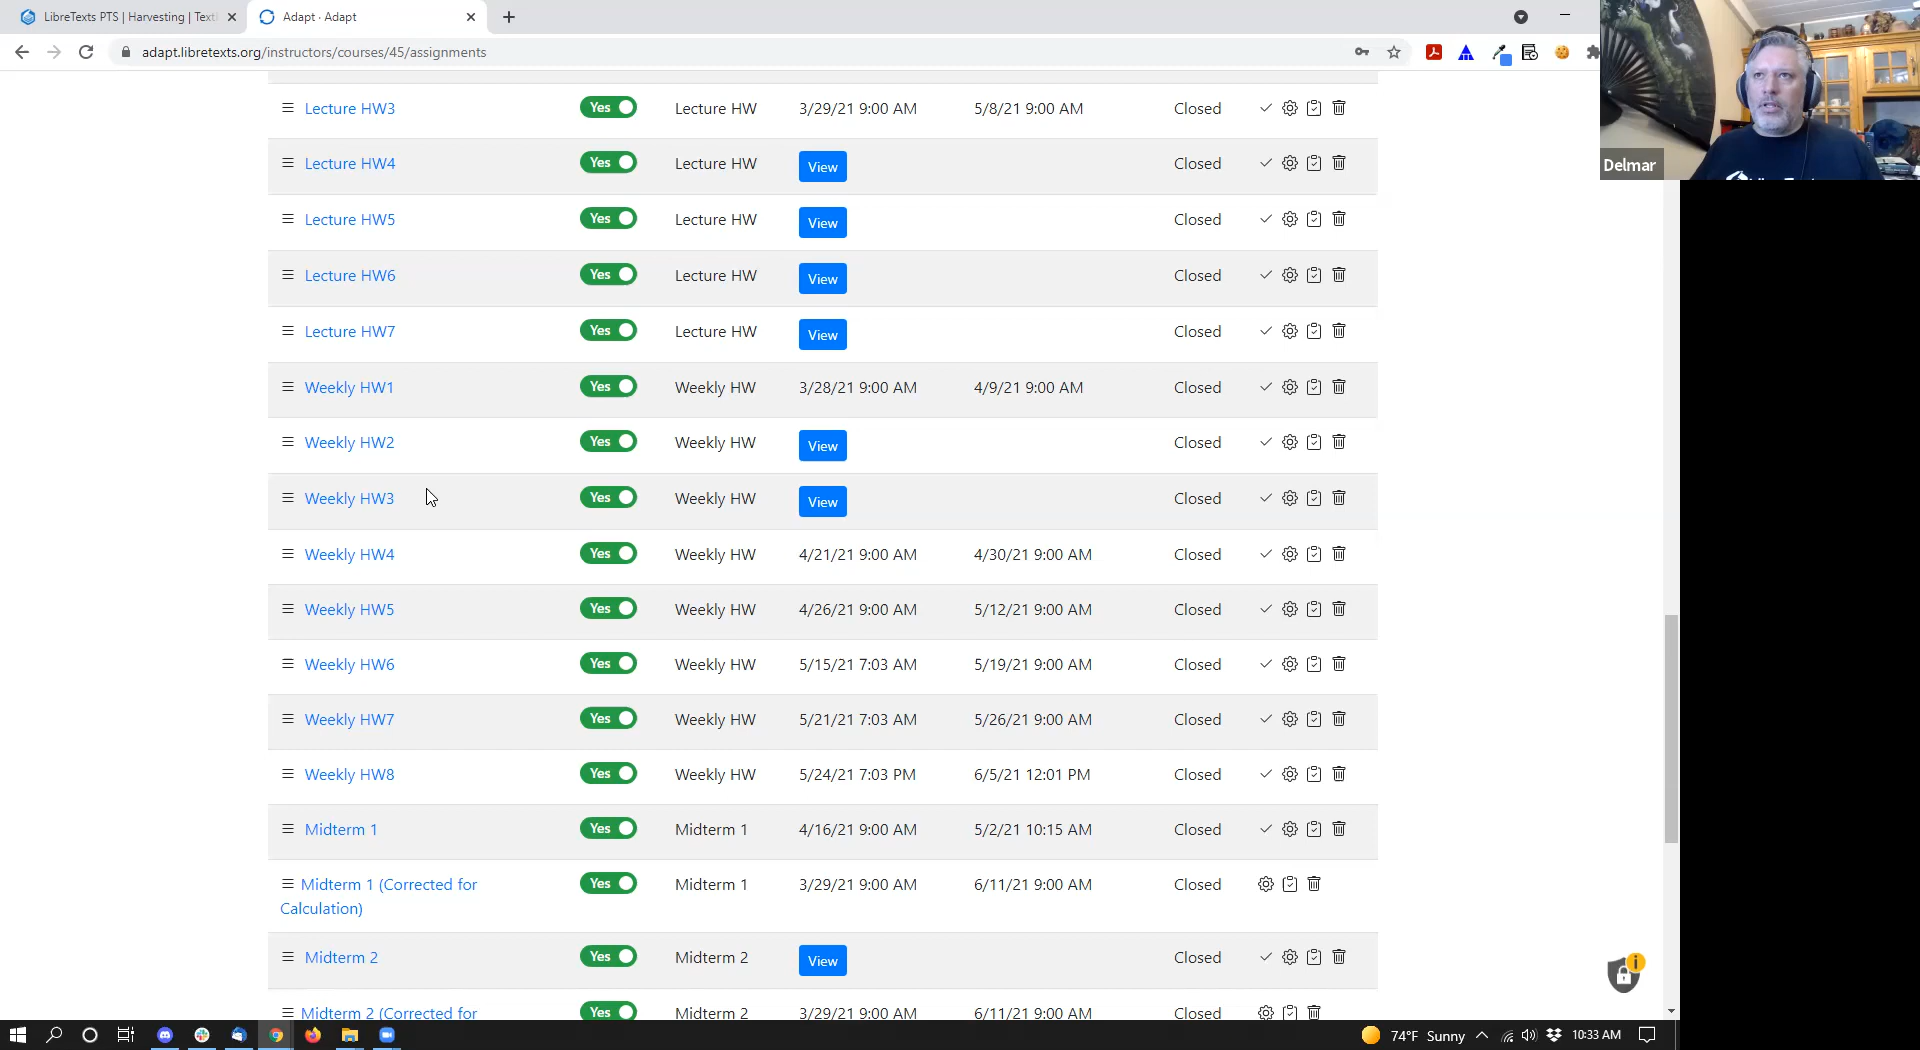 LibreTexts PTS | Harvesting | Text
Adapt · Adapt
adapt.libretexts.org/instructors/courses/45/assignments
Delmar
Lecture HW3 Yes Lecture HW 3/29/21 9:00 AM 5/8/21 9:00 AM Closed
Lecture HW4 Yes Lecture HW View Closed
Lecture HW5 Yes Lecture HW View Closed
Lecture HW6 Yes Lecture HW View Closed
Lecture HW7 Yes Lecture HW View Closed
Weekly HW1 Yes Weekly HW 3/28/21 9:00 AM 4/9/21 9:00 AM Closed
Weekly HW2 Yes Weekly HW View Closed
Weekly HW3 Yes Weekly HW View Closed
Weekly HW4 Yes Weekly HW 4/21/21 9:00 AM 4/30/21 9:00 AM Closed
Weekly HW5 Yes Weekly HW 4/26/21 9:00 AM 5/12/21 9:00 AM Closed
Weekly HW6 Yes Weekly HW 5/15/21 7:03 AM 5/19/21 9:00 AM Closed
Weekly HW7 Yes Weekly HW 5/21/21 7:03 AM 5/26/21 9:00 AM Closed
Weekly HW8 Yes Weekly HW 5/24/21 7:03 PM 6/5/21 12:01 PM Closed
Midterm 1 Yes Midterm 1 4/16/21 9:00 AM 5/2/21 10:15 AM Closed
Midterm 1 (Corrected for Yes Midterm 1 3/29/21 9:00 AM 6/11/21 9:00 AM Closed
Calculation)
Midterm 2 Yes Midterm 2 View Closed
Midterm 2 (Corrected for Yes Midterm 2 3/29/21 9:00 AM 6/11/21 9:00 AM Closed
74°F Sunny 10:33 AM